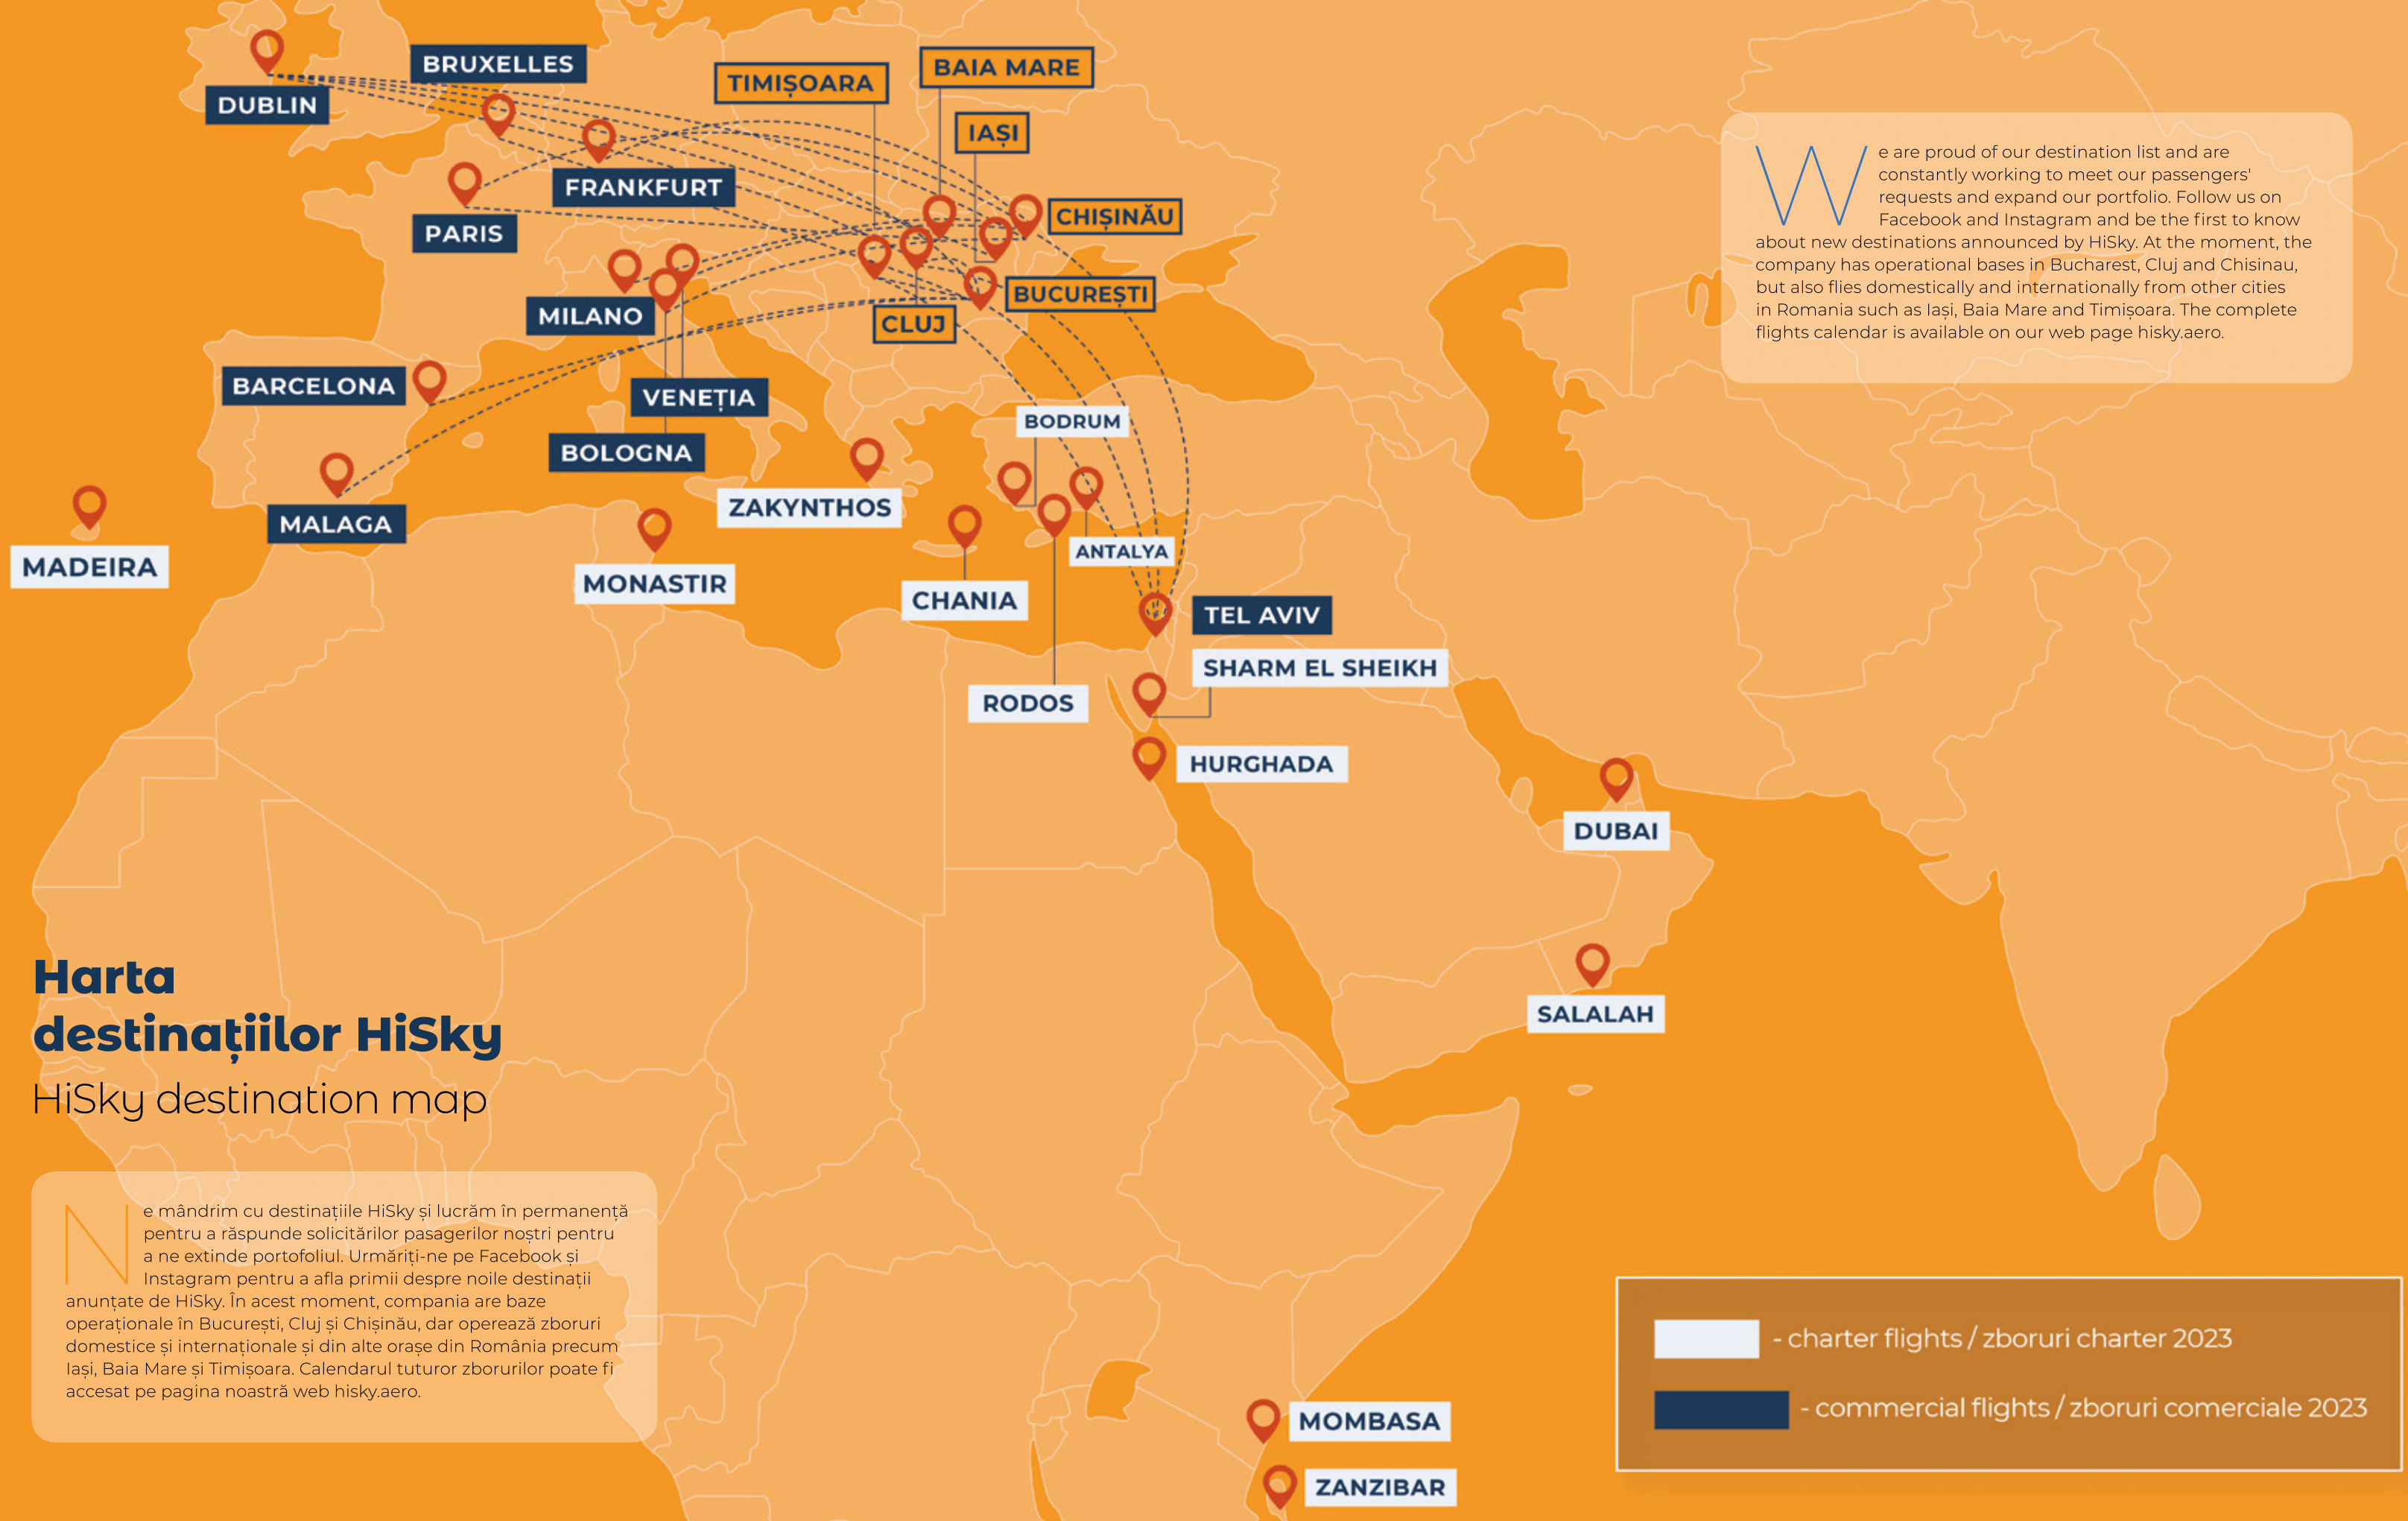 DUBLIN
BRUXELLES
TIMIȘOARA
BAIA MARE
IAȘI
FRANKFURT
PARIS
CHIȘINĂU
BUCUREȘTI
MILANO
CLUJ
BARCELONA
VENEȚIA
BOLOGNA
BODRUM
MALAGA
ZAKYNTHOS
MADEIRA
MONASTIR
ANTALYA
CHANIA
TEL AVIV
SHARM EL SHEIKH
RODOS
HURGHADA
DUBAI
SALALAH
MOMBASA
ZANZIBAR
We are proud of our destination list and are
constantly working to meet our passengers'
requests and expand our portfolio. Follow us on
Facebook and Instagram and be the first to know
about new destinations announced by HiSky. At the moment, the
company has operational bases in Bucharest, Cluj and Chisinau,
but also flies domestically and internationally from other cities
in Romania such as Iași, Baia Mare and Timișoara. The complete
flights calendar is available on our web page hisky.aero.
Harta
destinațiilor HiSky
HiSky destination map
Ne mândrim cu destinațiile HiSky și lucrăm în permanență
pentru a răspunde solicitărilor pasagerilor noștri pentru
a ne extinde portofoliul. Urmăriți-ne pe Facebook și
Instagram pentru a afla primii despre noile destinații
anunțate de HiSky. În acest moment, compania are baze
operaționale în București, Cluj și Chișinău, dar operează zboruri
domestice și internaționale și din alte orașe din România precum
Iași, Baia Mare și Timișoara. Calendarul tuturor zborurilor poate fi
accesat pe pagina noastră web hisky.aero.
- charter flights / zboruri charter 2023
- commercial flights / zboruri comerciale 2023